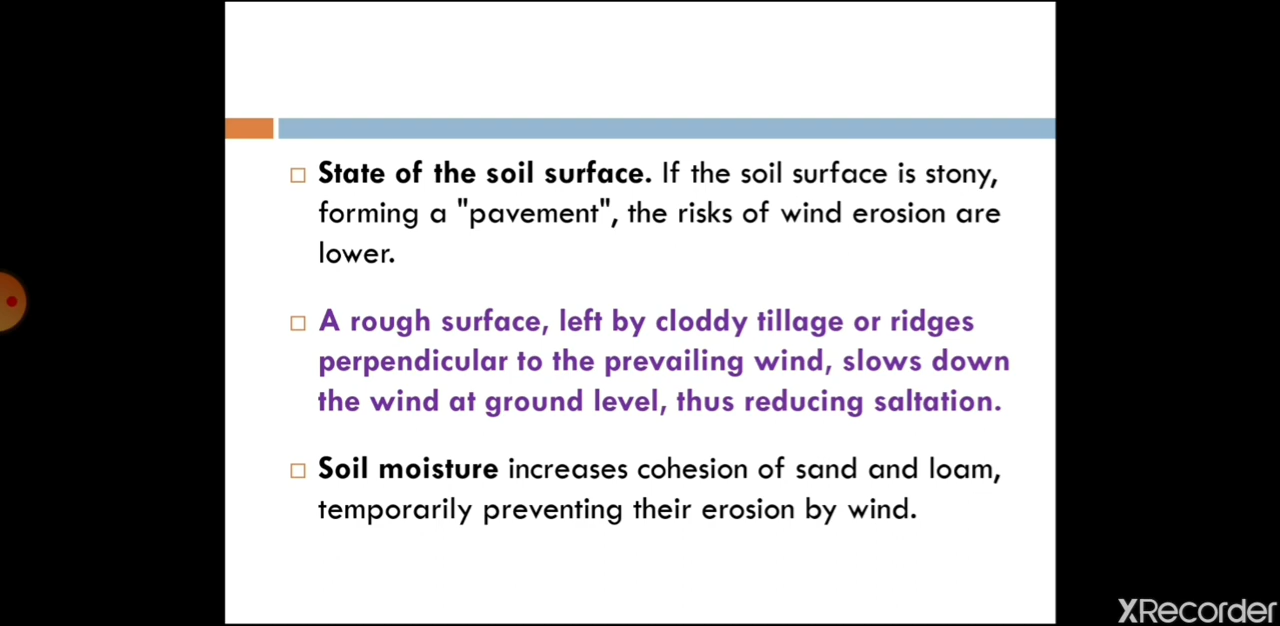 State of the soil surface. If the soil surface is stony,
forming a "pavement", the risks of wind erosion are
lower.
A rough surface, left by cloddy tillage or ridges
perpendicular to the prevailing wind, slows down
the wind at ground level, thus reducing saltation.
Soil moisture increases cohesion of sand and loam,
temporarily preventing their erosion by wind.
XRecorder